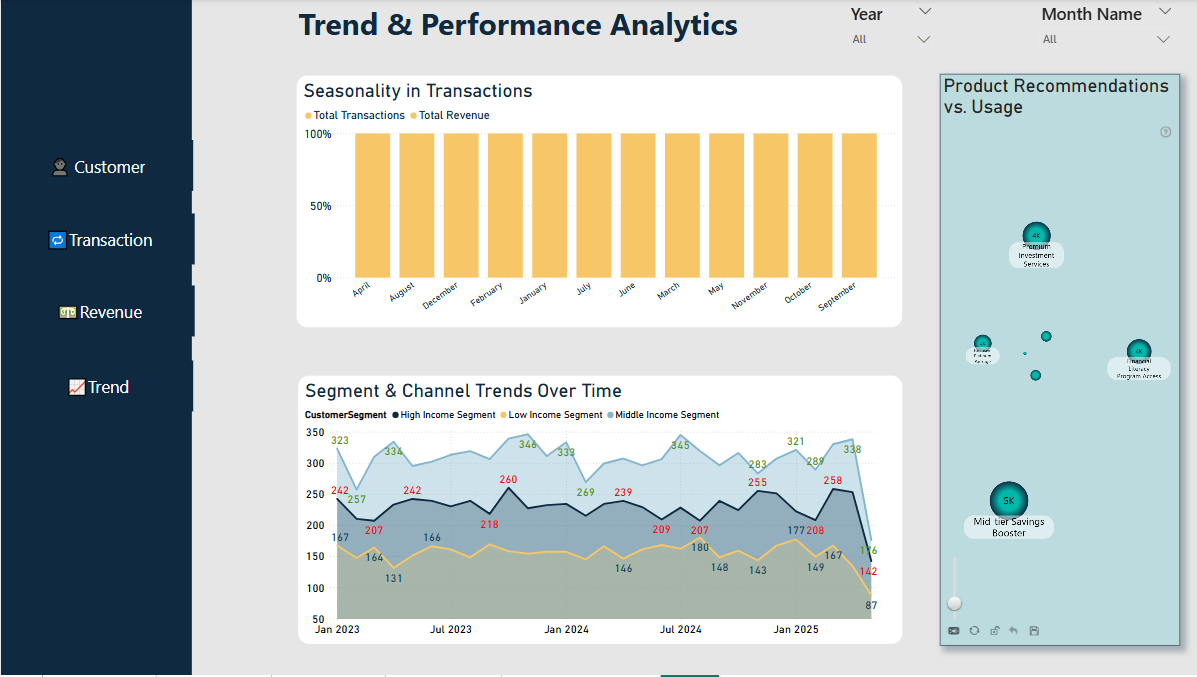 Trend & Performance Analytics
Year
All
Month Name
All
Customer
Transaction
Revenue
Trend
Seasonality in Transactions
Total Transactions Total Revenue
100%
50%
0%
April August December February January July June March May November October September
Product Recommendations
vs. Usage
4K
Premium
Investment
Services
4K
Financial
Literacy
Program Access
5K
Mid-tier Savings
Booster
Segment & Channel Trends Over Time
CustomerSegment High Income Segment Low Income Segment Middle Income Segment
350
300
250
200
150
100
50
323 257 334 346 333 269 345 283 321 289 338 176
242 207 242 218 260 239 209 207 255 208 258 142
167 164 131 166 146 180 148 143 177 149 167 87
Jan 2023 Jul 2023 Jan 2024 Jul 2024 Jan 2025